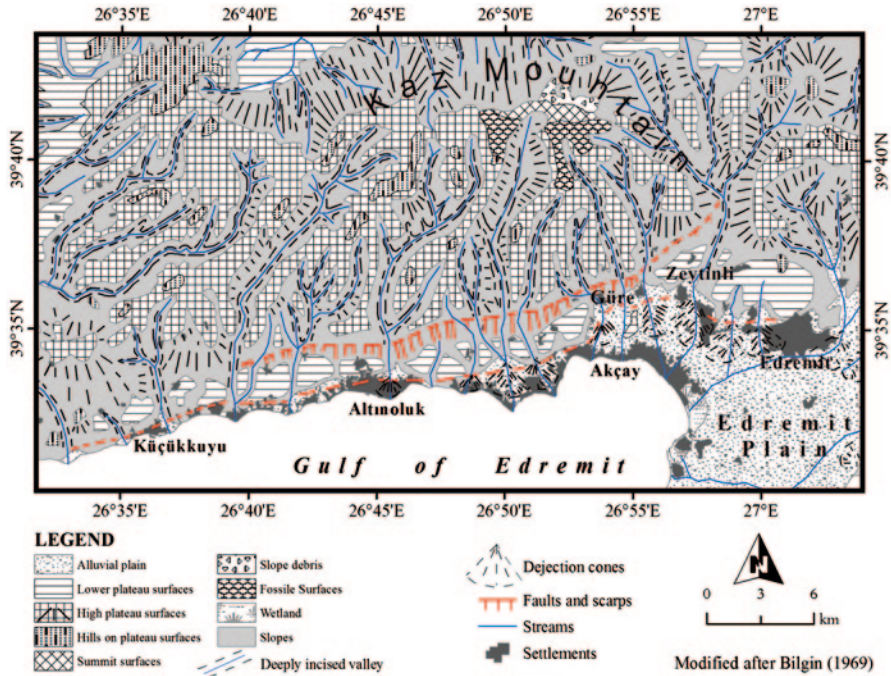 26°35'E 26°40'E 26°45'E 26°50'E 26°55'E 27°E
Kaz Mountain
39°40'N 39°40'N
Zeytinli
Güre
39°35'N 39°35'N
Edremit
Akçay
Altınoluk
Küçükkuyu
Edremit
Plain
Gulf of Edremit
26°35'E 26°40'E 26°45'E 26°50'E 26°55'E 27°E
LEGEND
Alluvial plain
Lower plateau surfaces
High plateau surfaces
Hills on plateau surfaces
Summit surfaces
Slope debris
Fossile Surfaces
Wetland
Slopes
Deeply incised valley
Dejection cones
Faults and scarps
Streams
Settlements
N
0 3 6
km
Modified after Bilgin (1969)